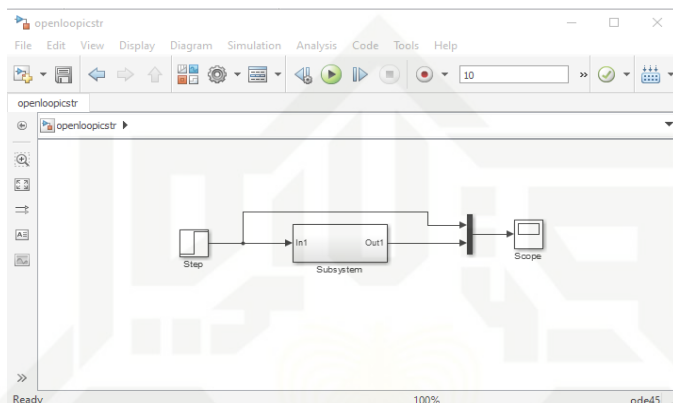 openloopicstr
File Edit View Display Diagram Simulation Analysis Code Tools Help
10
openloopicstr
openloopicstr
In1 Out1
Step
Subsystem
Scope
Ready 100% ode45